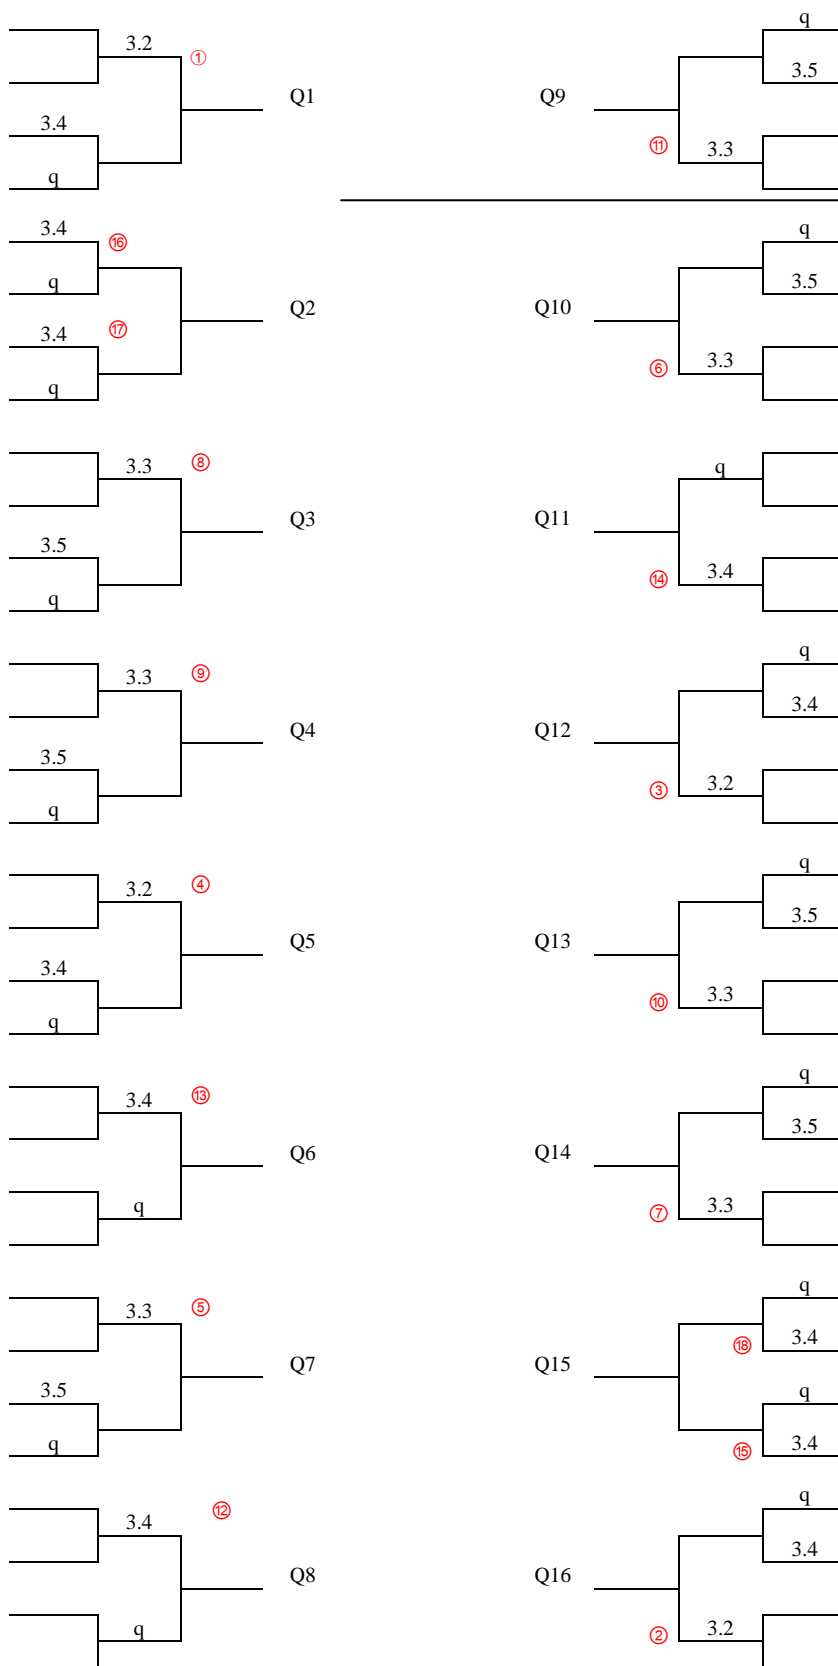 q
3.2 ①
3.5
Q1 Q9
3.4
⑪ 3.3
q
3.4 q
⑯
q 3.5
Q2 Q10
3.4 ⑰
⑥ 3.3
q
3.3 ⑧ q
Q3 Q11
3.5
⑭ 3.4
q
q
3.3 ⑨
3.4
Q4 Q12
3.5
③ 3.2
q
q
3.2 ④
3.5
Q5 Q13
3.4
⑩ 3.3
q
q
3.4 ⑬
3.5
Q6 Q14
q ⑦ 3.3
q
3.3 ⑤
⑱ 3.4
Q7 Q15
3.5 q
q ⑮ 3.4
q
3.4 ⑫
3.4
Q8 Q16
q ② 3.2